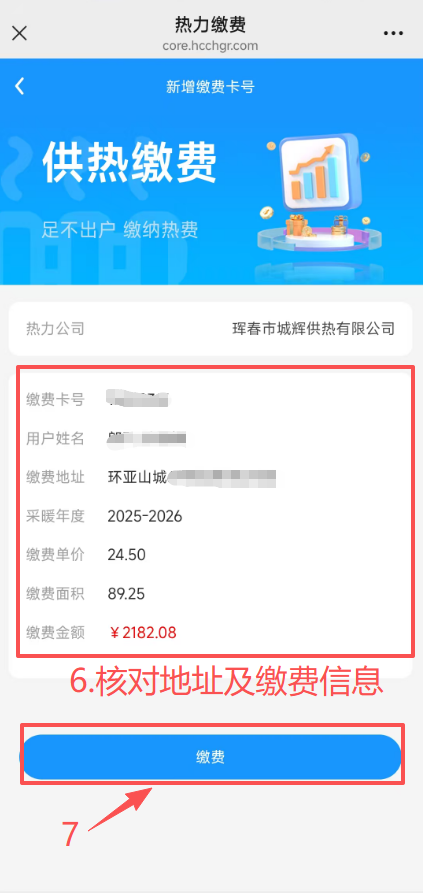 热力缴费
core.hcchgr.com
新增缴费卡号
供热缴费
足不出户 缴纳热费
热力公司 珲春市城辉供热有限公司
缴费卡号
用户姓名
缴费地址 环亚山城
采暖年度 2025-2026
缴费单价 24.50
缴费面积 89.25
缴费金额 ￥2182.08
6.核对地址及缴费信息
缴费
7